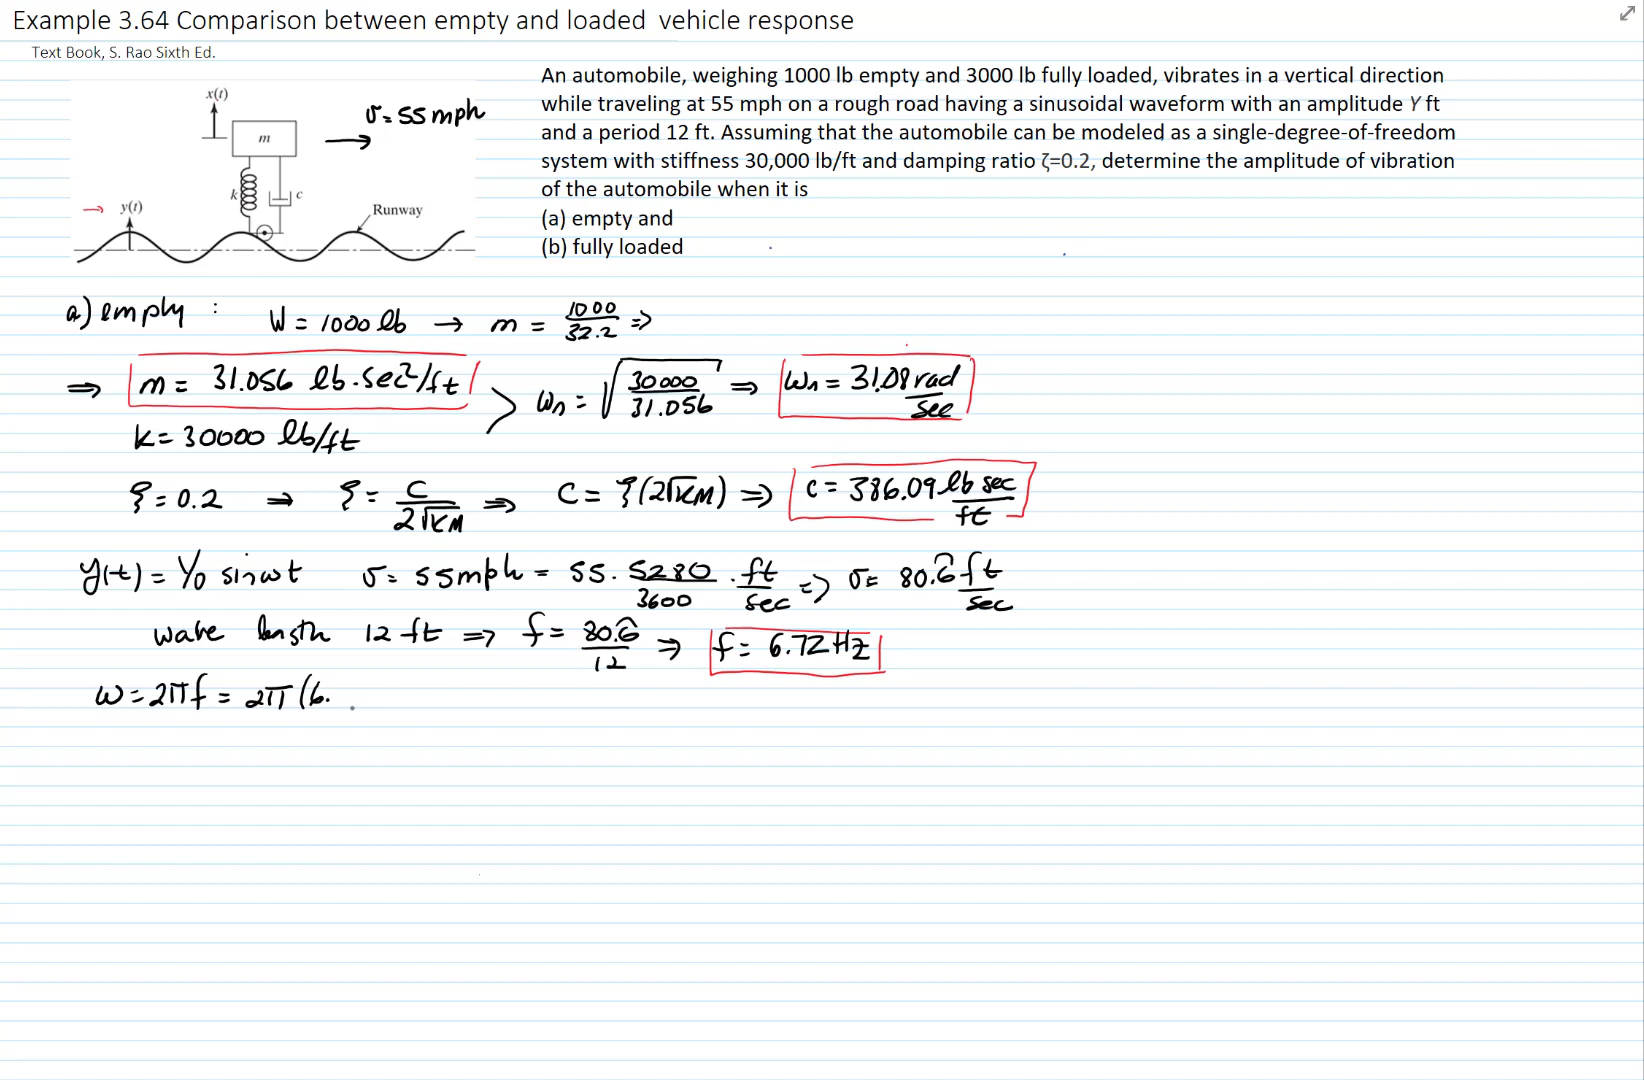 Example 3.64 Comparison between empty and loaded vehicle response
Text Book, S. Rao Sixth Ed.
An automobile, weighing 1000 lb empty and 3000 lb fully loaded, vibrates in a vertical direction
while traveling at 55 mph on a rough road having a sinusoidal waveform with an amplitude Y ft
and a period 12 ft. Assuming that the automobile can be modeled as a single-degree-of-freedom
system with stiffness 30,000 lb/ft and damping ratio ζ=0.2, determine the amplitude of vibration
of the automobile when it is
(a) empty and
(b) fully loaded
x(t)
m
υ = 55 mph
k
c
→ y(t)
Runway
a) empty : W = 1000 lb → m = 1000/32.2 ⇒
⇒ m = 31.056 lb.sec²/ft
k = 30000 lb/ft
ωn = √(30000/31.056) ⇒ ωn = 31.08 rad/sec
ζ = 0.2 ⇒ ζ = c/2√km ⇒ c = ζ(2√km) ⇒ c = 386.09 lb sec/ft
y(t) = Y0 sin ωt υ = 55mph = 55 . 5280/3600 . ft/sec ⇒ υ = 80.6̂ ft/sec
wave length 12 ft ⇒ f = 80.6̂/12 ⇒ f = 6.72 Hz
ω = 2πf = 2π (6.